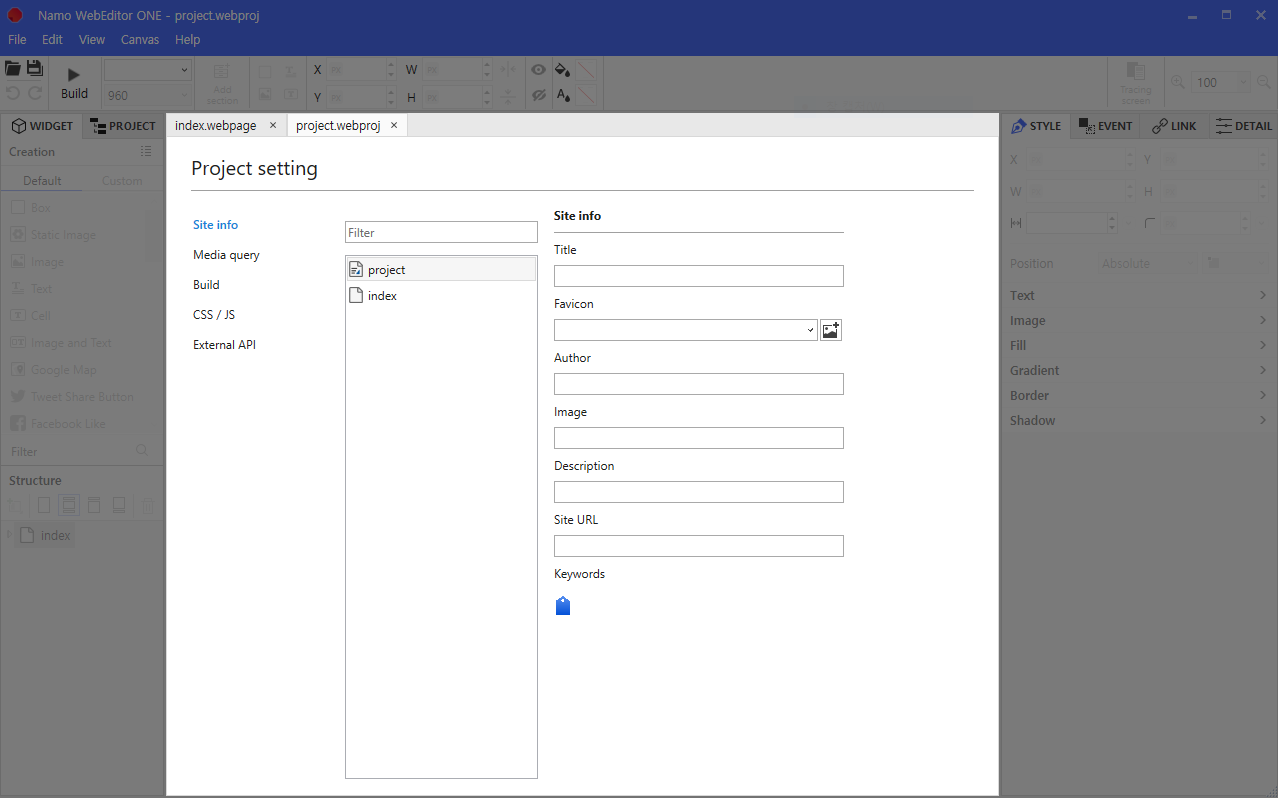 Namo WebEditor ONE - project.webproj
File Edit View Canvas Help
Build
960
Add section
X px W px
Y px H px
Tracing screen
100
WIDGET PROJECT
index.webpage × project.webproj ×
STYLE EVENT LINK DETAIL
Creation
Default Custom
Box
Static Image
Image
Text
Cell
Image and Text
Google Map
Tweet Share Button
Facebook Like
Filter
Structure
index
Project setting
Site info
Media query
Build
CSS / JS
External API
Filter
project
index
Site info
Title
Favicon
Author
Image
Description
Site URL
Keywords
X Y
W H
Position Absolute
Text
Image
Fill
Gradient
Border
Shadow